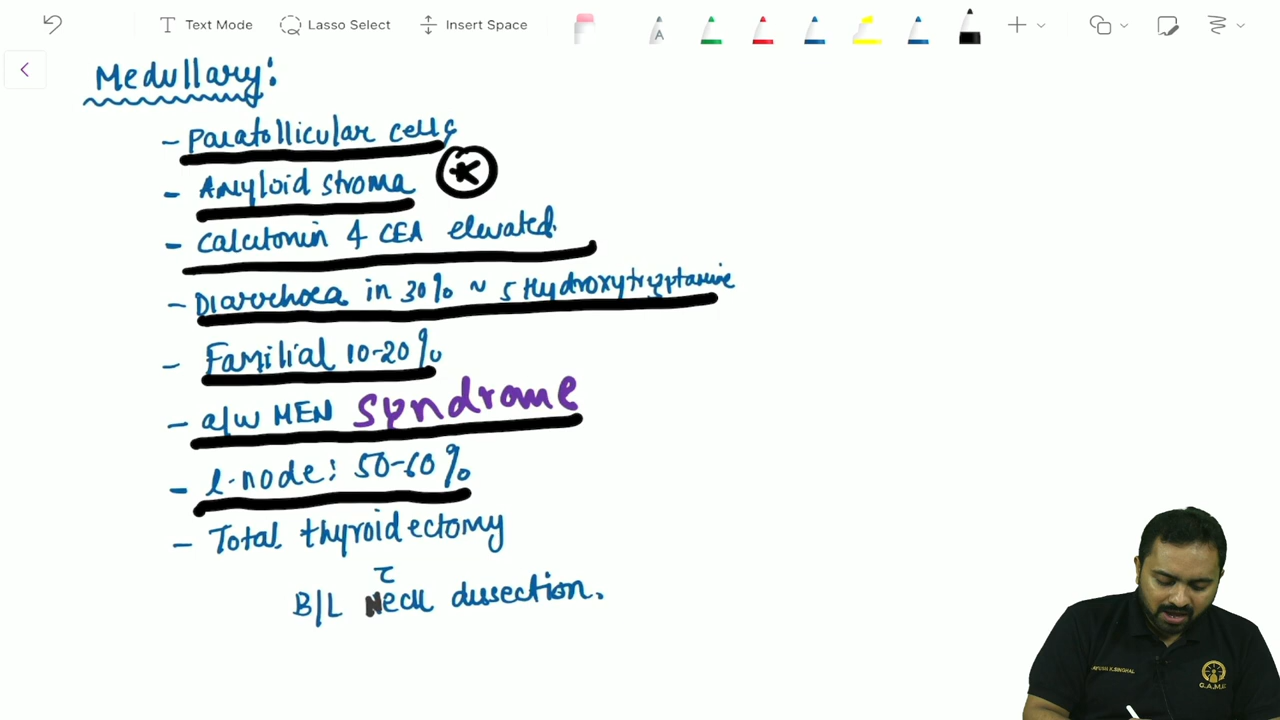 Text Mode Lasso Select Insert Space
Medullary:
- Parafollicular cells
- Amyloid stroma
- Calcitonin & CEA elevated.
- Diarrhoea in 30% ~ 5 Hydroxytryptamine
- Familial 10-20%
- a/w MEN Syndrome
- l-node: 50-60%
- Total thyroidectomy
c̄
B/L Neck dissection.
K.SINGHAL